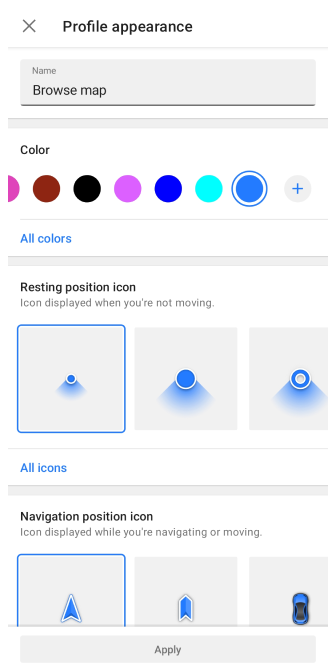 Profile appearance
Name
Browse map
Color
All colors
Resting position icon
Icon displayed when you're not moving.
All icons
Navigation position icon
Icon displayed while you're navigating or moving.
Apply